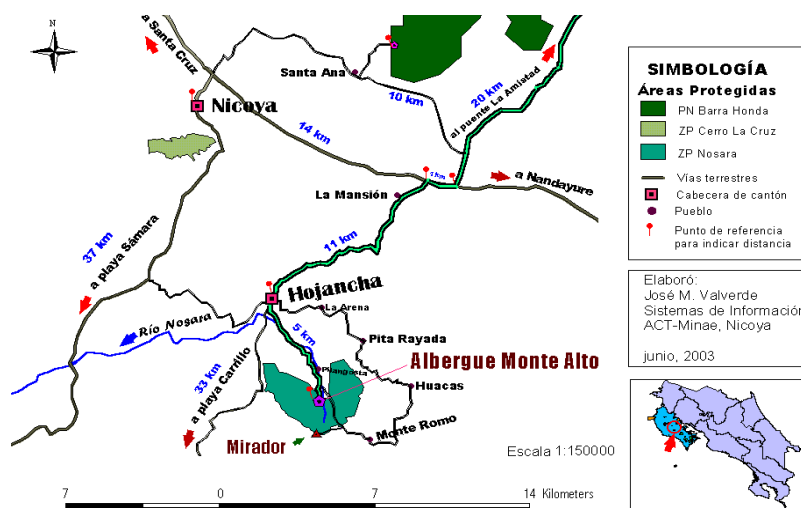 N
a Santa Cruz
Santa Ana
Nicoya
10 km
20 km
al puente La Amistad
14 km
1 km
a Nandayure
La Mansión
11 km
37 km
a playa Sámara
Hojancha
La Arena
Río Nosara
5 km
Pita Rayada
Pilangosta
Albergue Monte Alto
33 km
a playa Carrillo
Huacas
Monte Romo
Mirador
Escala 1:150000
7 0 7 14 Kilometers
SIMBOLOGÍA
Áreas Protegidas
PN Barra Honda
ZP Cerro La Cruz
ZP Nosara
Vías terrestres
Cabecera de cantón
Pueblo
Punto de referencia
para indicar distancia
Elaboró:
José M. Valverde
Sistemas de Información
ACT-Minae, Nicoya
junio, 2003